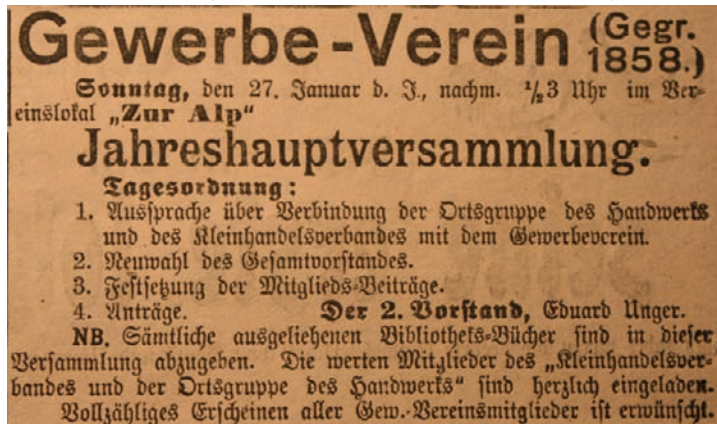 Gewerbe-Verein (Gegr. 1858.)
Sonntag, den 27. Januar d. J., nachm. ½3 Uhr im Ver-
einslokal „Zur Alp“
Jahreshauptversammlung.
Tagesordnung:
1. Aussprache über Verbindung der Ortsgruppe des Handwerks
und des Kleinhandelsverbandes mit dem Gewerbeverein.
2. Neuwahl des Gesamtvorstandes.
3. Festsetzung der Mitglieds-Beiträge.
4. Anträge. Der 2. Vorstand, Eduard Unger.
NB. Sämtliche ausgeliehenen Bibliotheks-Bücher sind in dieser
Versammlung abzugeben. Die werten Mitglieder des „Kleinhandelsver-
bandes und der Ortsgruppe des Handwerks“ sind herzlich eingeladen.
Vollzähliges Erscheinen aller Gew.-Vereinsmitglieder ist erwünscht.